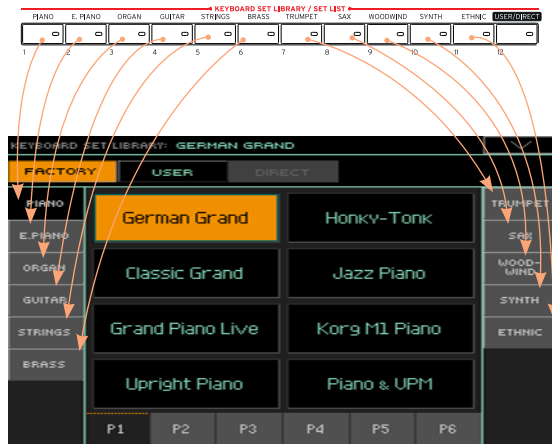 KEYBOARD SET LIBRARY / SET LIST
PIANO E. PIANO ORGAN GUITAR STRINGS BRASS TRUMPET SAX WOODWIND SYNTH ETHNIC USER/DIRECT
1 2 3 4 5 6 7 8 9 10 11 12
KEYBOARD SET LIBRARY: GERMAN GRAND
FACTORY USER DIRECT
PIANO
E.PIANO
ORGAN
GUITAR
STRINGS
BRASS
German Grand Honky-Tonk
Classic Grand Jazz Piano
Grand Piano Live Korg M1 Piano
Upright Piano Piano & UPM
TRUMPET
SAX
WOOD-
WIND
SYNTH
ETHNIC
P1 P2 P3 P4 P5 P6